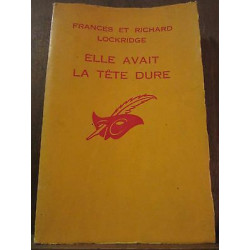 FRANCES ET RICHARD
LOCKRIDGE
ELLE AVAIT
LA TÊTE DURE